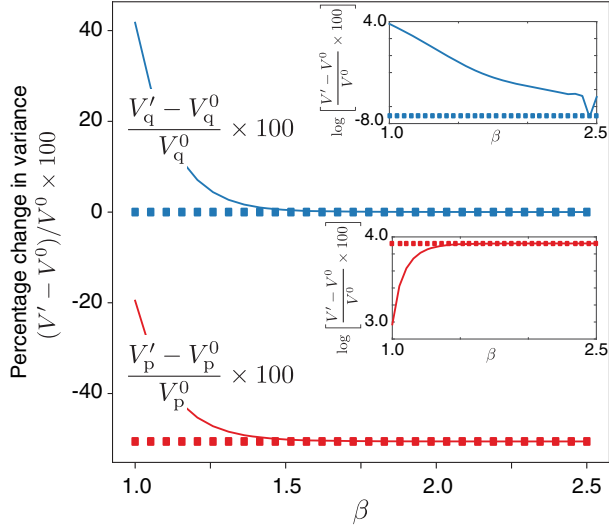 Percentage change in variance
(V′ − V⁰)/V⁰ × 100
40
20
0
-20
-40
1.0
1.5
2.0
2.5
β
V′q − V⁰q / V⁰q × 100
V′p − V⁰p / V⁰p × 100
log [V′ − V⁰ / V⁰ × 100]
4.0
-8.0
1.0
2.5
β
log [V′ − V⁰ / V⁰ × 100]
4.0
3.0
1.0
2.5
β